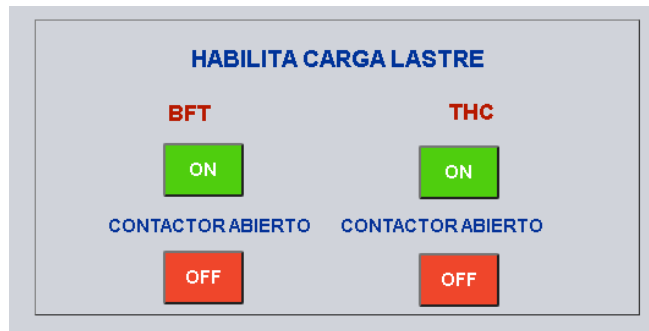 HABILITA CARGA LASTRE
BFT THC
ON ON
CONTACTOR ABIERTO CONTACTOR ABIERTO
OFF OFF